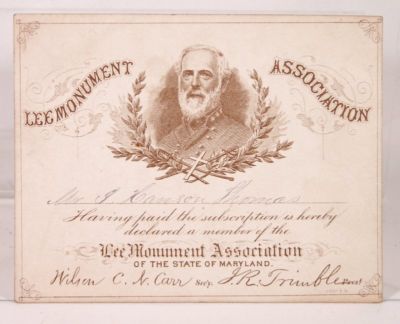 LEE MONUMENT ASSOCIATION
Mr J. Hanson Thomas
Having paid the subscription is hereby
declared a member of the
Lee Monument Association
OF THE STATE OF MARYLAND.
Wilson C. N. Carr Secy. I. R. Trimble Prest